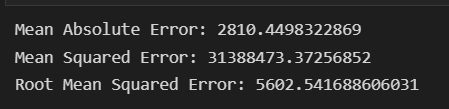 Mean Absolute Error: 2810.4498322869
Mean Squared Error: 31388473.37256852
Root Mean Squared Error: 5602.541688606031